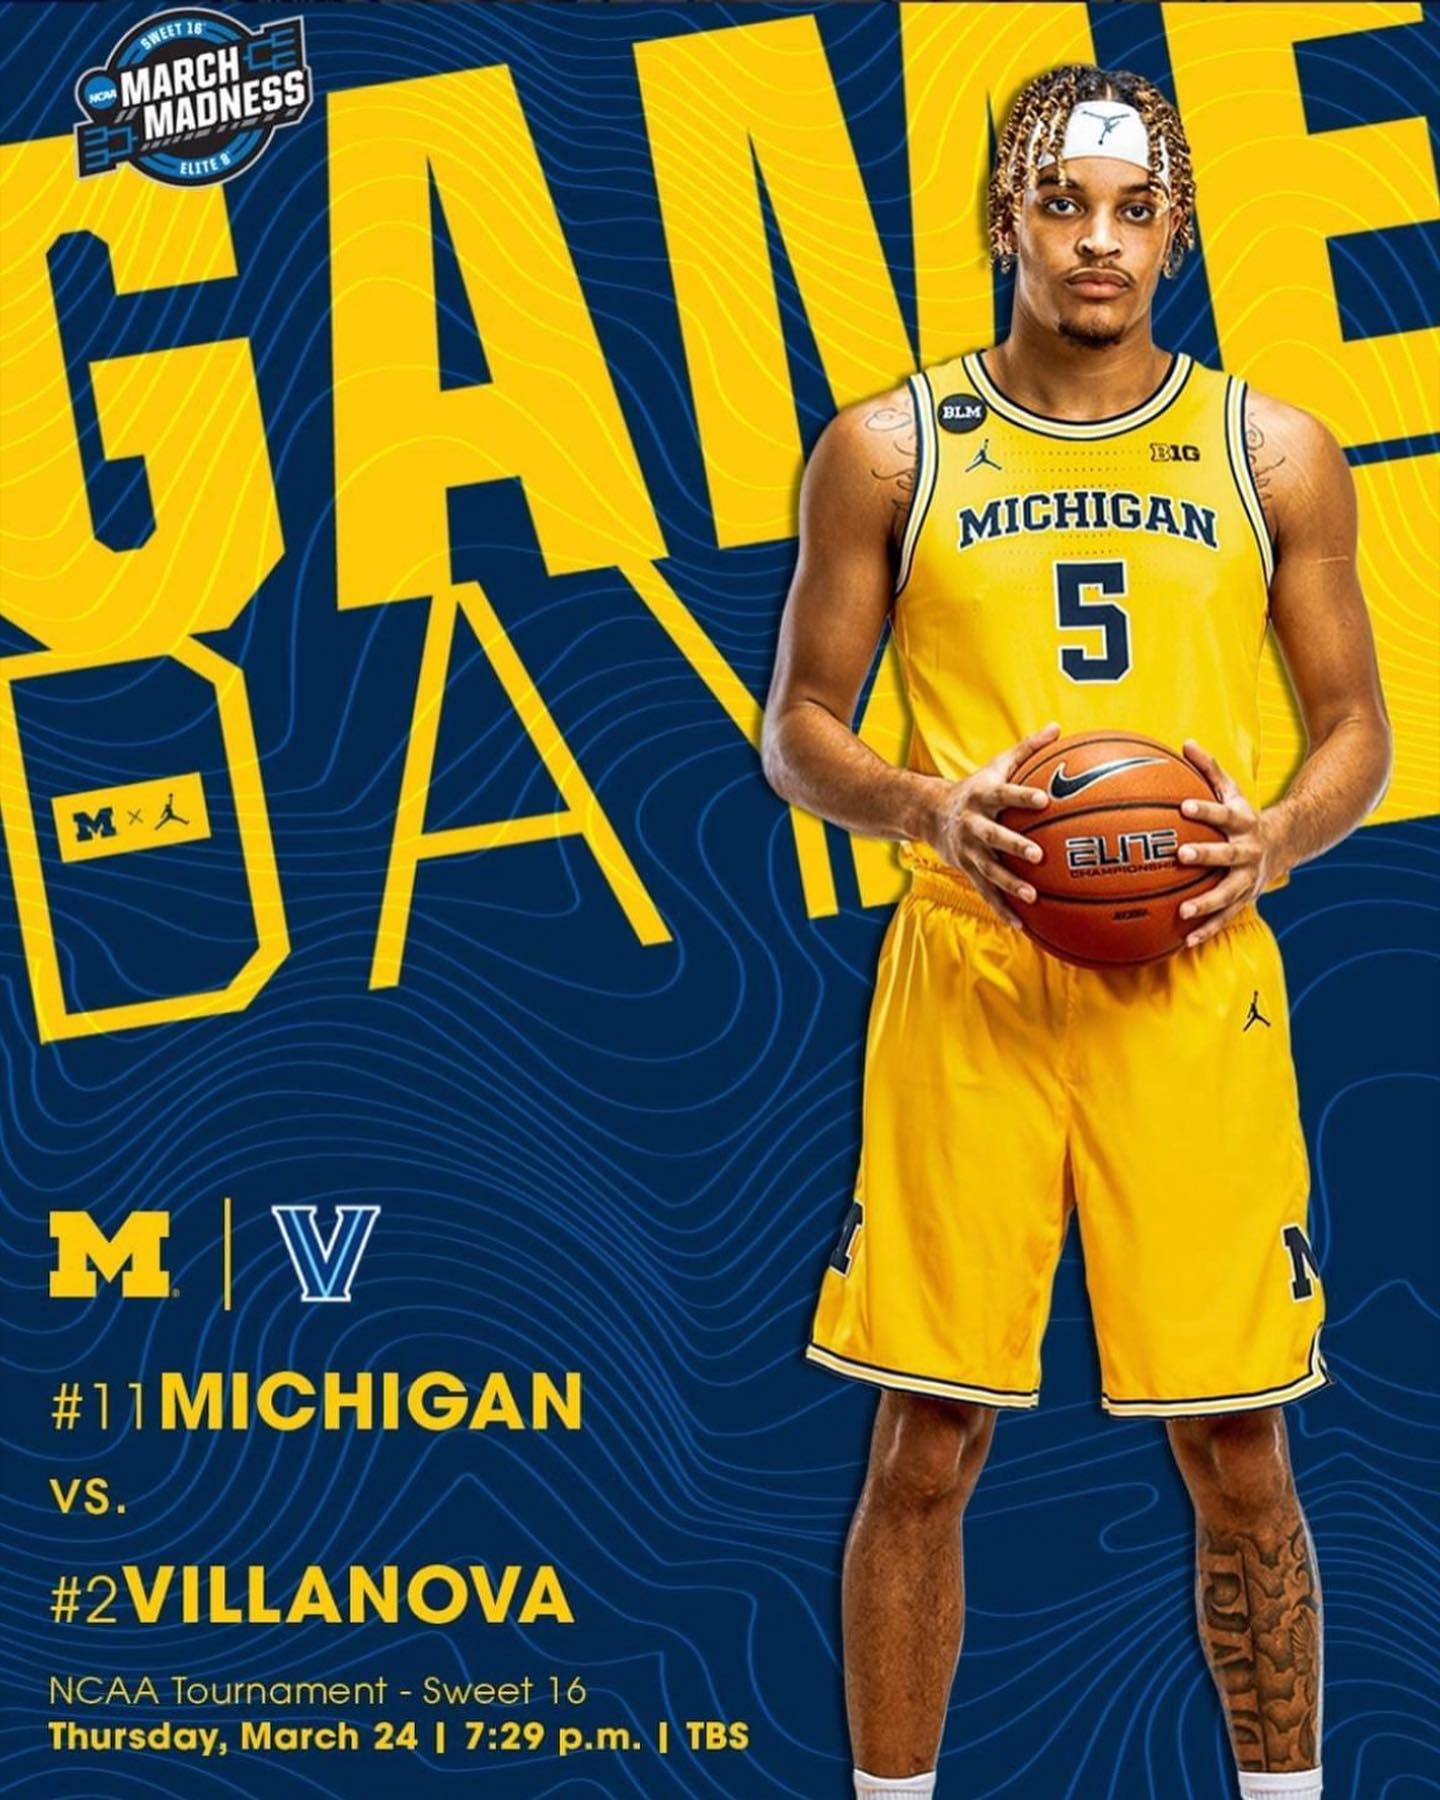 SWEET 16
NCAA
MARCH
MADNESS
ELITE 8
GAME
DAY
M ×
BLM
B1G
MICHIGAN
5
ELITE
CHAMPIONSHIP
M
M | V
#11 MICHIGAN
vs.
#2 VILLANOVA
NCAA Tournament - Sweet 16
Thursday, March 24 | 7:29 p.m. | TBS